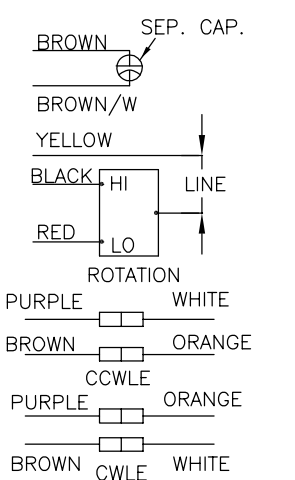 SEP. CAP.
BROWN
BROWN/W
YELLOW
BLACK HI LINE
RED LO
ROTATION
PURPLE WHITE
BROWN ORANGE
CCWLE
PURPLE ORANGE
BROWN WHITE
CWLE